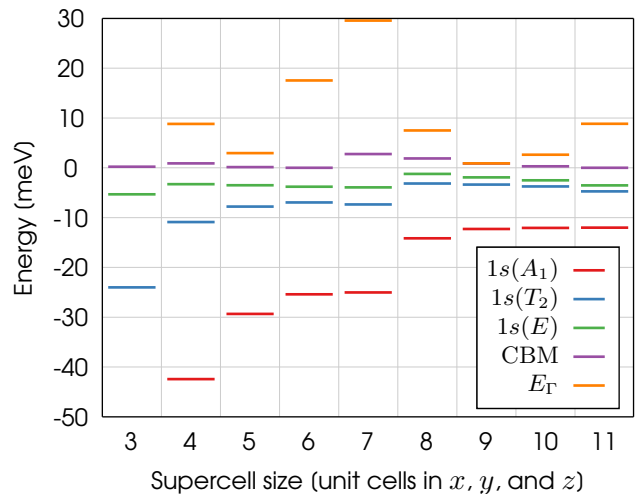 Energy (meV)
30
20
10
0
-10
-20
-30
-40
-50
3 4 5 6 7 8 9 10 11
Supercell size (unit cells in x, y, and z)
1s(A₁)
1s(T₂)
1s(E)
CBM
E_Γ